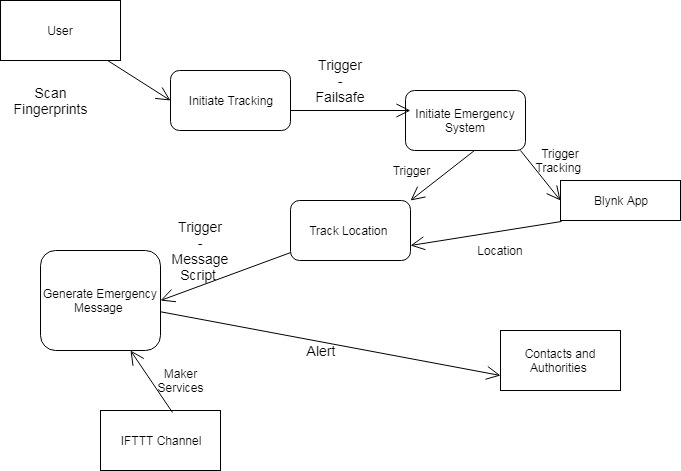 User
Scan
Fingerprints
Initiate Tracking
Trigger
-
Failsafe
Initiate Emergency
System
Trigger
Trigger
Tracking
Blynk App
Track Location
Location
Trigger
-
Message
Script
Generate Emergency
Message
Alert
Contacts and
Authorities
Maker
Services
IFTTT Channel